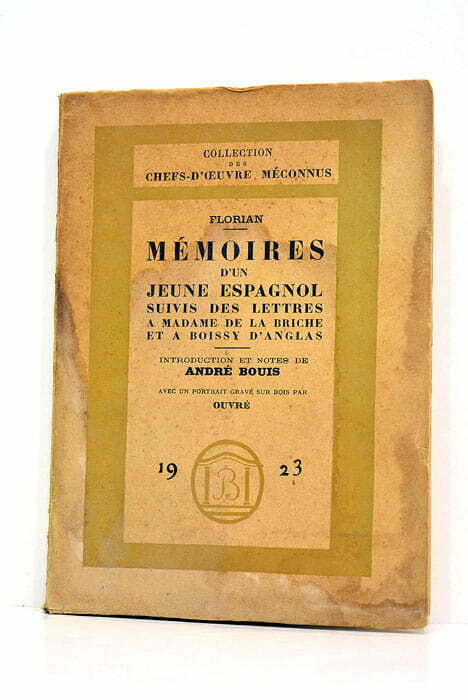 COLLECTION
DES
CHEFS-D'ŒUVRE MÉCONNUS
FLORIAN
MÉMOIRES
D'UN
JEUNE ESPAGNOL
SUIVIS DES LETTRES
A MADAME DE LA BRICHE
ET A BOISSY D'ANGLAS
INTRODUCTION ET NOTES DE
ANDRÉ BOUIS
AVEC UN PORTRAIT GRAVÉ SUR BOIS PAR
OUVRÉ
19 23
B